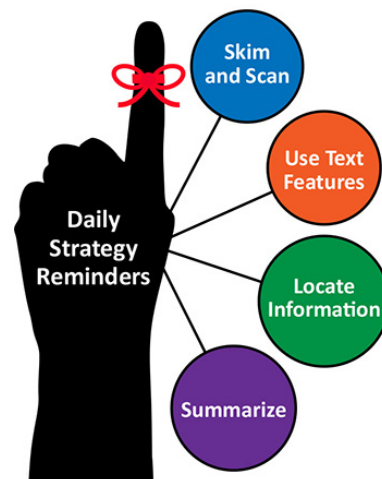 Skim
and Scan
Use Text
Features
Daily
Strategy
Reminders
Locate
Information
Summarize